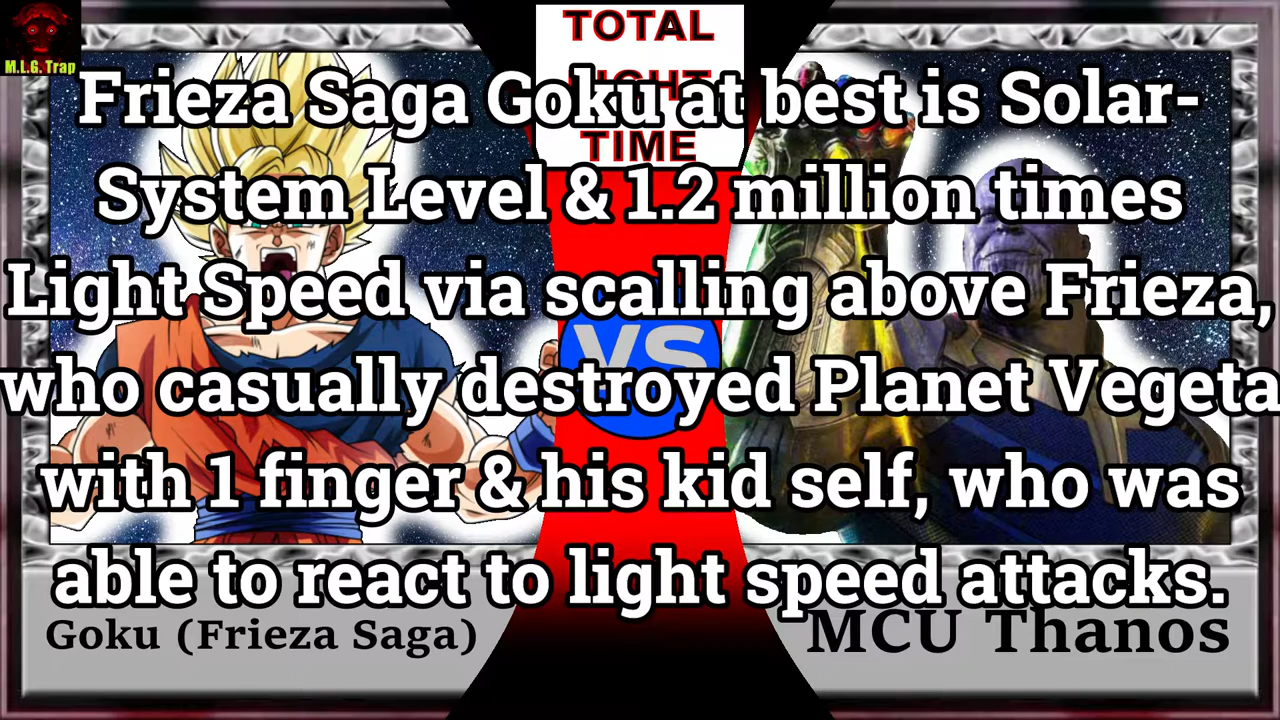 M.L.G. Trap
TOTAL
TIME
Frieza Saga Goku at best is Solar-
System Level & 1.2 million times
Light Speed via scalling above Frieza,
VS
who casually destroyed Planet Vegeta
with 1 finger & his kid self, who was
able to react to light speed attacks.
Goku (Frieza Saga)
MCU Thanos